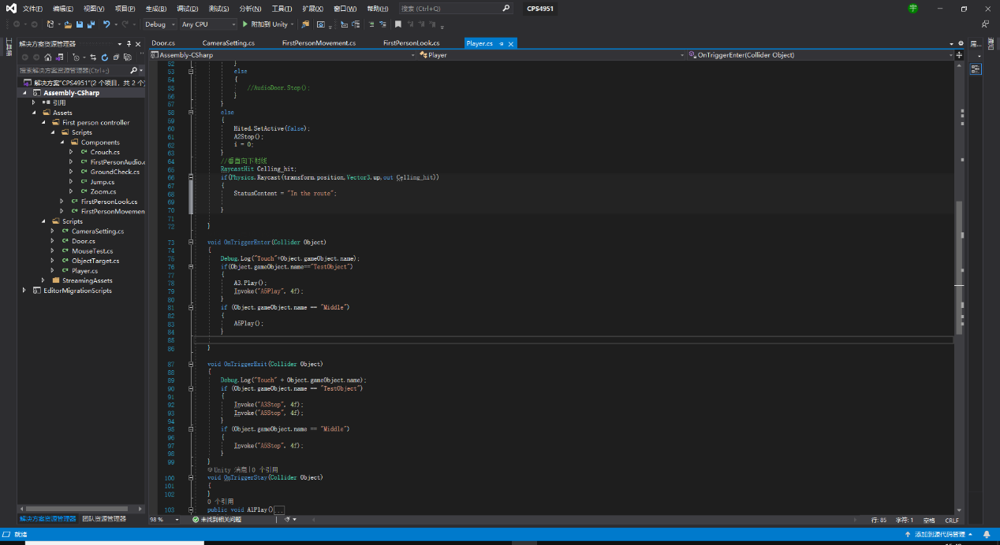 文件(F) 编辑(E) 视图(V) 项目(P) 生成(B) 调试(D) 测试(S) 分析(N) 工具(T) 扩展(X) 窗口(W) 帮助(H) 搜索 (Ctrl+Q) CPS4951 宇
Debug Any CPU 附加到 Unity
解决方案资源管理器
搜索解决方案资源管理器(Ctrl+;)
解决方案"CPS4951"(2 个项目，共 2 个)
Assembly-CSharp
引用
Assets
First person controller
Scripts
Components
Crouch.cs
FirstPersonAudio.c
GroundCheck.cs
Jump.cs
Zoom.cs
FirstPersonLook.cs
FirstPersonMovemen
Scripts
CameraSetting.cs
Door.cs
MouseTest.cs
ObjectTarget.cs
Player.cs
StreamingAssets
EditorMigrationScripts
解决方案资源管理器 团队资源管理器
Door.cs CameraSetting.cs FirstPersonMovement.cs FirstPersonLook.cs Player.cs
Assembly-CSharp Player OnTriggerEnter(Collider Object)
52 }
53 else
54 {
55 //AudioDoor.Stop();
56 }
57 }
58 else
59 {
60 Hited.SetActive(false);
61 A2Stop();
62 i = 0;
63 }
64 //垂直向下射线
65 RaycastHit Celling_hit;
66 if(Physics.Raycast(transform.position,Vector3.up,out Celling_hit))
67 {
68 StatusContent = "In the route";
69
70 }
71
72 }
73 void OnTriggerEnter(Collider Object)
74 {
75 Debug.Log("Touch"+Object.gameObject.name);
76 if(Object.gameObject.name=="TestObject")
77 {
78 A3.Play();
79 Invoke("A5Play", 4f);
80 }
81 if (Object.gameObject.name == "Middle")
82 {
83 A5Play();
84 }
85
86 }
87 void OnTriggerExit(Collider Object)
88 {
89 Debug.Log("Touch" + Object.gameObject.name);
90 if (Object.gameObject.name == "TestObject")
91 {
92 Invoke("A3Stop", 4f);
93 Invoke("A5Stop", 4f);
94 }
95 if (Object.gameObject.name == "Middle")
96 {
97 Invoke("A5Stop", 4f);
98 }
99 }
Unity 消息|0 个引用
100 void OnTriggerStay(Collider Object)
101 {
102 }
0 个引用
103 public void A1Play()...
98 % 未找到相关问题 行: 85 字符: 1 空格 CRLF
就绪 添加到源代码管理